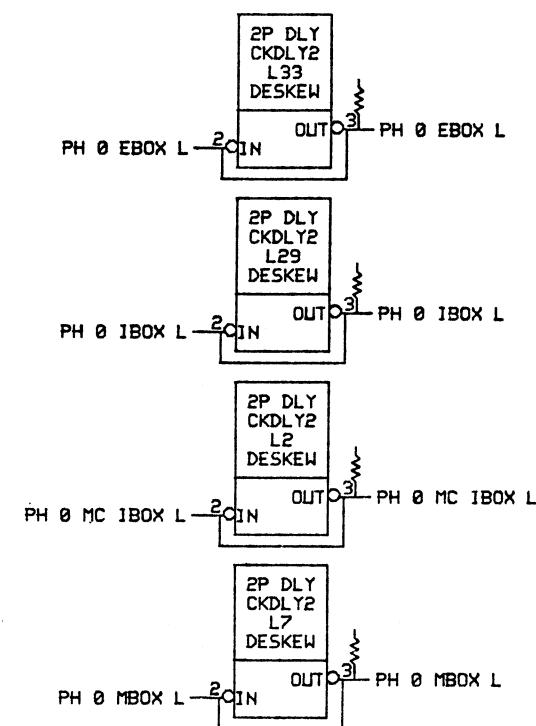 2P DLY
CKDLY2
L33
DESKEW
OUT 3 PH 0 EBOX L
PH 0 EBOX L 2 IN
2P DLY
CKDLY2
L29
DESKEW
OUT 3 PH 0 IBOX L
PH 0 IBOX L 2 IN
2P DLY
CKDLY2
L2
DESKEW
OUT 3 PH 0 MC IBOX L
PH 0 MC IBOX L 2 IN
2P DLY
CKDLY2
L7
DESKEW
OUT 3 PH 0 MBOX L
PH 0 MBOX L 2 IN